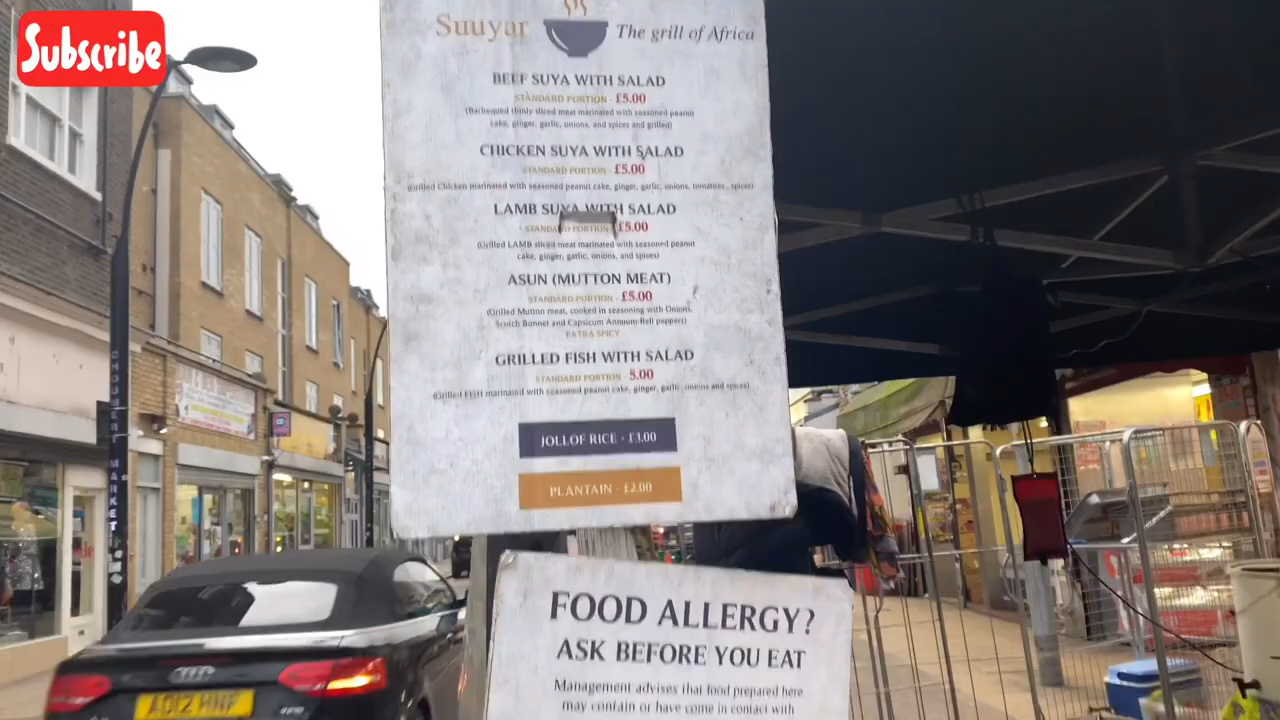 Subscribe
Suuyar
The grill of Africa
BEEF SUYA WITH SALAD
STANDARD PORTION - £5.00
(Barbequed thinly sliced meat marinated with seasoned peanut
cake, ginger, garlic, onions, and spices and grilled)
CHICKEN SUYA WITH SALAD
STANDARD PORTION - £5.00
(Grilled Chicken marinated with seasoned peanut cake, ginger, garlic, onions, tomatoes , spices)
LAMB SUYA WITH SALAD
STANDARD PORTION - £5.00
(Grilled LAMB sliced meat marinated with seasoned peanut
cake, ginger, garlic, onions, and spices)
ASUN (MUTTON MEAT)
STANDARD PORTION - £5.00
(Grilled Mutton meat, cooked in seasoning with Onions,
Scotch Bonnet and Capsicum Annuum-Bell peppers)
EXTRA SPICY
GRILLED FISH WITH SALAD
STANDARD PORTION - 5.00
(Grilled FISH marinated with seasoned peanut cake, ginger, garlic, onions and spices)
JOLLOF RICE - £3.00
PLANTAIN - £2.00
FOOD ALLERGY?
ASK BEFORE YOU EAT
Management advises that food prepared here
may contain or have come in contact with
CHOUMERT MARKET
AO12 HNF